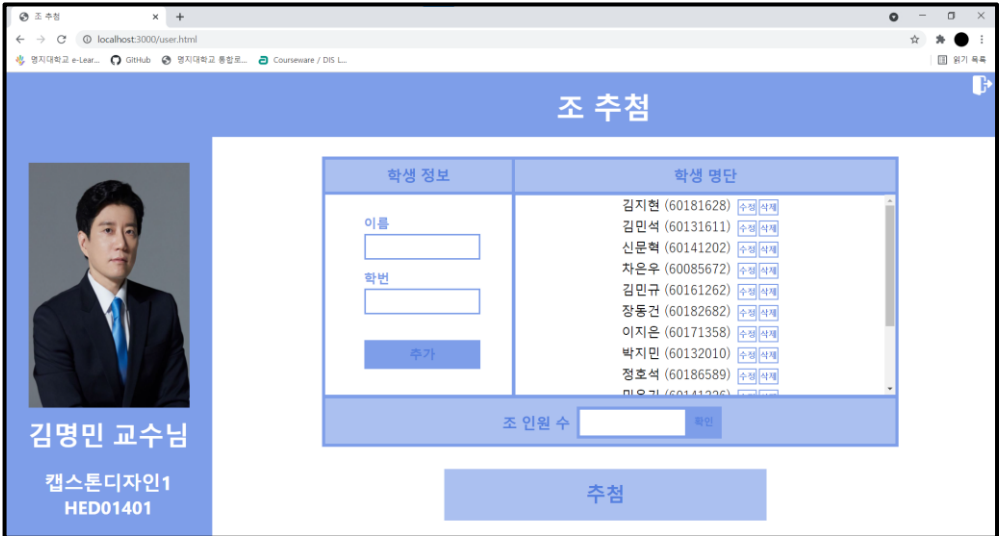 조 추첨
localhost:3000/user.html
명지대학교 e-Lear... GitHub 명지대학교 통합로... Courseware / DIS L... 읽기 목록
조 추첨
김명민 교수님
캡스톤디자인1
HED01401
학생 정보
이름
학번
추가
학생 명단
김지현 (60181628) 수정 삭제
김민석 (60131611) 수정 삭제
신문혁 (60141202) 수정 삭제
차은우 (60085672) 수정 삭제
김민규 (60161262) 수정 삭제
장동건 (60182682) 수정 삭제
이지은 (60171358) 수정 삭제
박지민 (60132010) 수정 삭제
정호석 (60186589) 수정 삭제
조 인원 수 확인
추첨